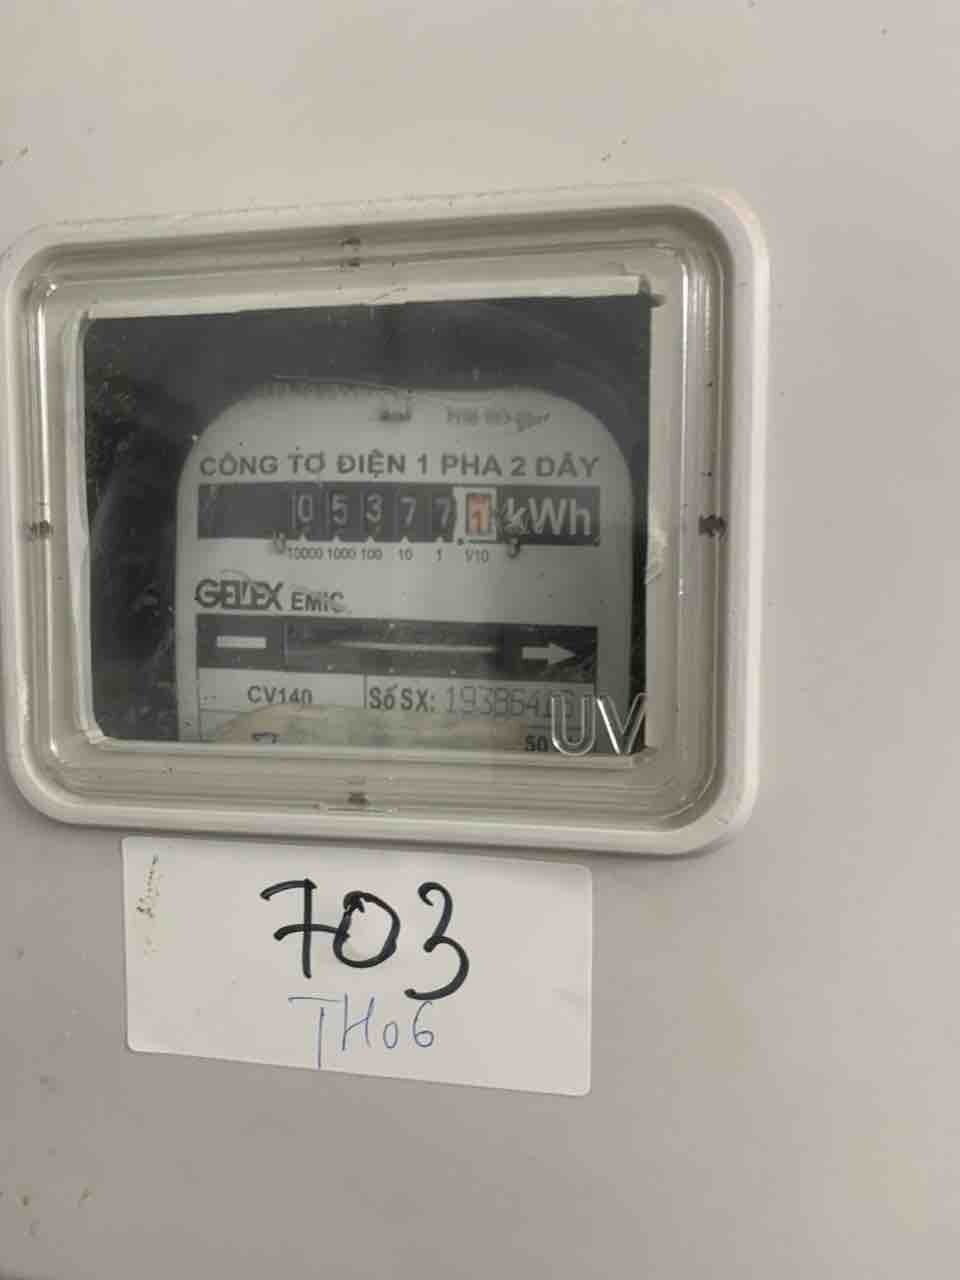 CÔNG TƠ ĐIỆN 1 PHA 2 DÂY
0 5 3 7 7 1 kWh
10000 1000 100 10 1 1/10
GELEX EMIC
CV140 Số SX:
50
UV
703
TH06